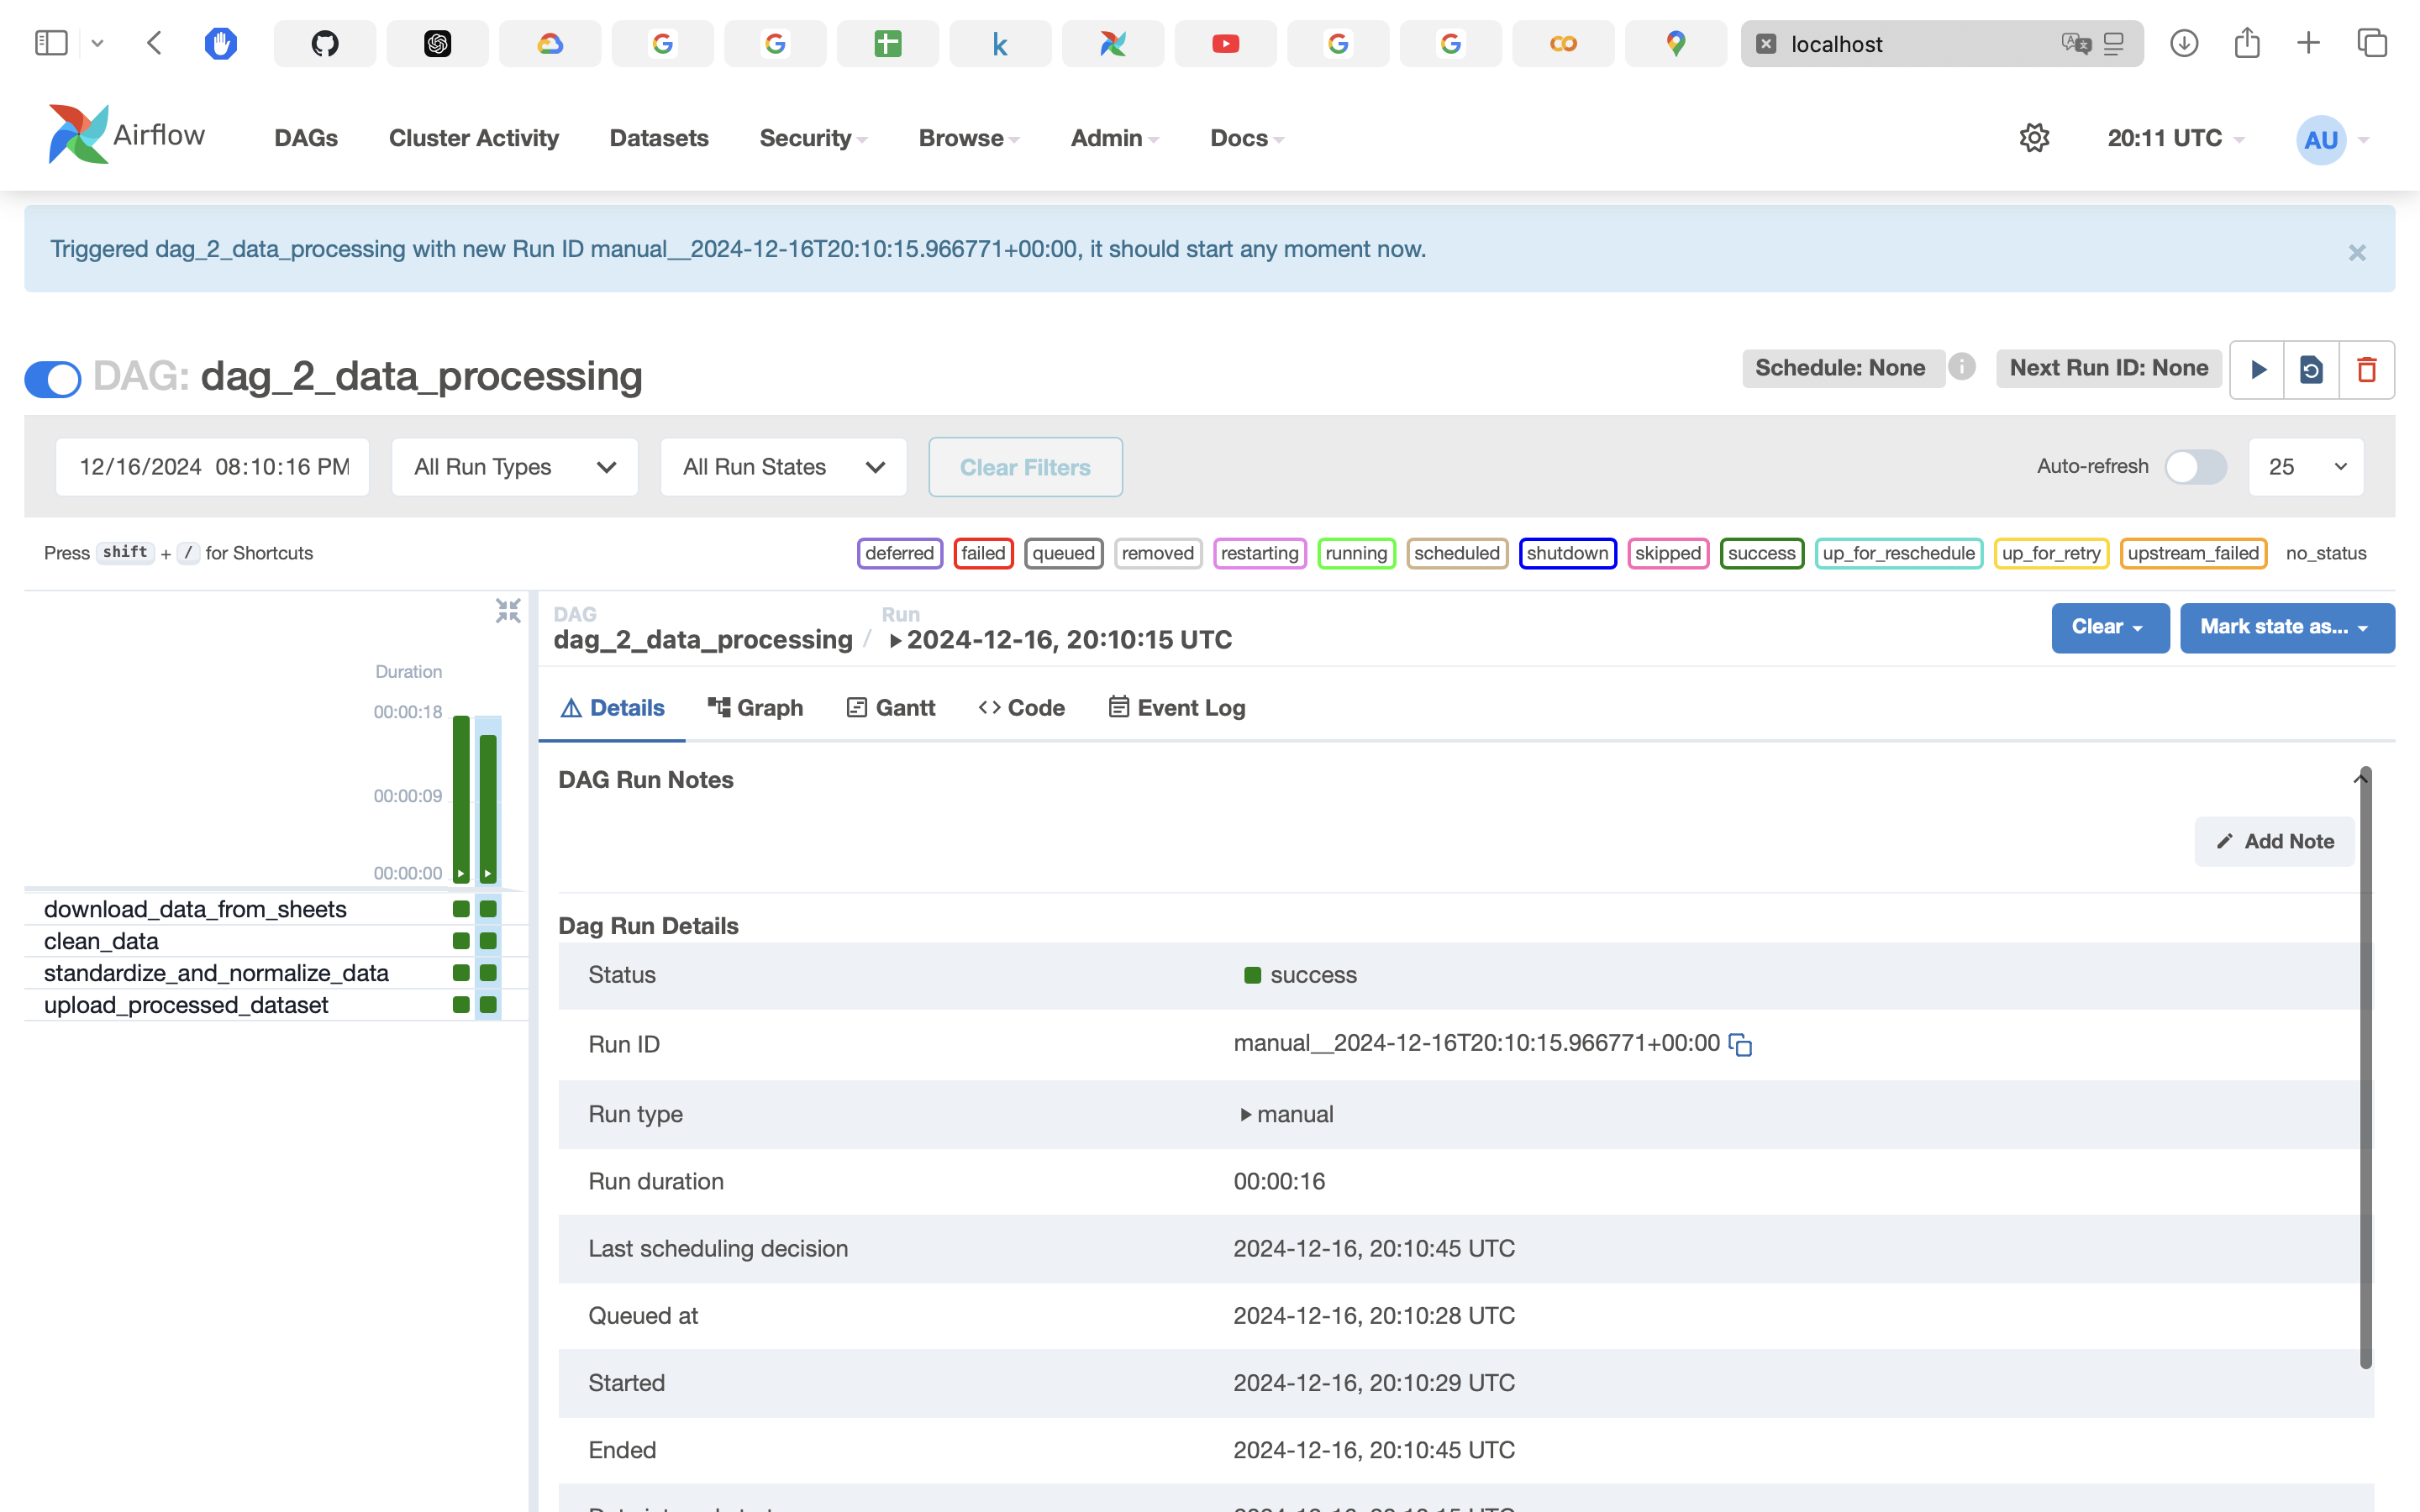 localhost
Airflow
DAGs Cluster Activity Datasets Security Browse Admin Docs 20:11 UTC AU
Triggered dag_2_data_processing with new Run ID manual__2024-12-16T20:10:15.966771+00:00, it should start any moment now. ×
DAG: dag_2_data_processing
Schedule: None i Next Run ID: None
12/16/2024 08:10:16 PM All Run Types All Run States Clear Filters Auto-refresh 25
Press shift + / for Shortcuts
deferred failed queued removed restarting running scheduled shutdown skipped success up_for_reschedule up_for_retry upstream_failed no_status
Duration
00:00:18
00:00:09
00:00:00
download_data_from_sheets
clean_data
standardize_and_normalize_data
upload_processed_dataset
DAG Run
dag_2_data_processing / 2024-12-16, 20:10:15 UTC
Clear Mark state as...
Details Graph Gantt Code Event Log
DAG Run Notes
Add Note
Dag Run Details
Status success
Run ID manual__2024-12-16T20:10:15.966771+00:00
Run type manual
Run duration 00:00:16
Last scheduling decision 2024-12-16, 20:10:45 UTC
Queued at 2024-12-16, 20:10:28 UTC
Started 2024-12-16, 20:10:29 UTC
Ended 2024-12-16, 20:10:45 UTC